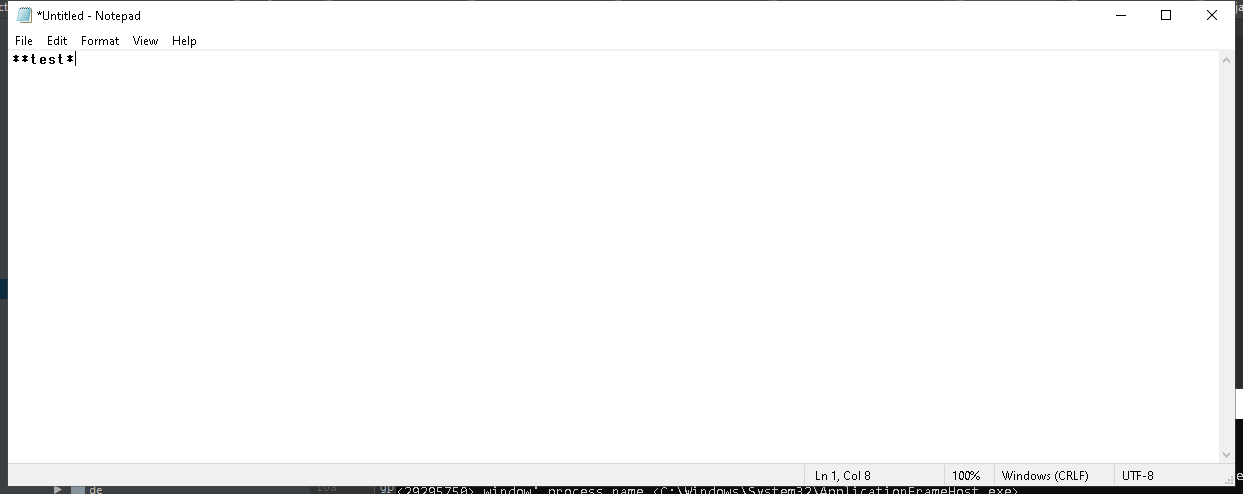 *Untitled - Notepad
File Edit Format View Help
**test*
Ln 1, Col 8 100% Windows (CRLF) UTF-8
de
<29295750> window' process name <C:\Windows\System32\ApplicationFrameHost.exe>